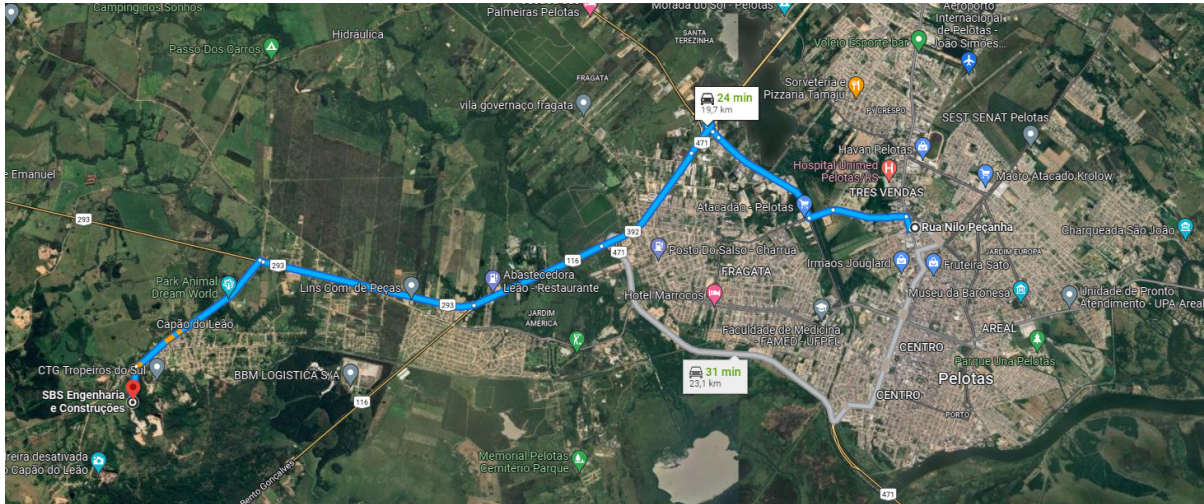 Camping dos Sonhos
Palmeiras Pelotas
Morada do Sol - Pelotas
Aeroporto
Internacional
de Pelotas -
João Simões...
Hidráulica
Passo Dos Carros
SANTA
TEREZINHA
Voleio Esporte bar
FRAGATA
24 min
19,7 km
Sorveteria e
Pizzaria Tamaju
vila governaço fragata
PY CRESPO
SEST SENAT Pelotas
471
Havan Pelotas
Hospital Unimed
Pelotas/RS
e Emanuel
TRES VENDAS
Macro Atacado Krolow
Atacadão - Pelotas
293
Rua Nilo Peçanha
Charqueada São João
392
471
Posto Do Salso - Charrua
JARDIM EUROPA
116
293
FRAGATA
Irmaos Jouglard
Fruteira Sato
Park Animal
Dream World
Lins Com. de Peças
Abastecedora
Leão - Restaurante
Hotel Marrocos
Museu da Baronesa
Unidade de Pronto
Atendimento - UPA Areal
293
JARDIM
AMÉRICA
Capão do Leão
Faculdade de Medicina
- FAMED - UFPEL
AREAL
CENTRO
Parque Una Pelotas
CTG Tropeiros do Sul
BBM LOGISTICA S/A
31 min
23,1 km
Pelotas
SBS Engenharia
e Construções
CENTRO
116
PORTO
dreira desativada
o Capão do Leão
Memorial Pelotas
Cemitério Parque
Bento Gonçalves
471